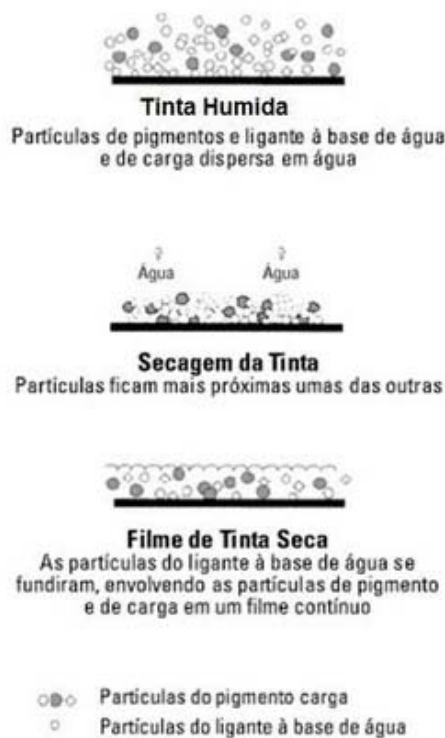 Tinta Humida
Partículas de pigmentos e ligante à base de água
e de carga dispersa em água
Água Água
Secagem da Tinta
Partículas ficam mais próximas umas das outras
Filme de Tinta Seca
As partículas do ligante à base de água se
fundiram, envolvendo as partículas de pigmento
e de carga em um filme contínuo
Partículas do pigmento carga
Partículas do ligante à base de água